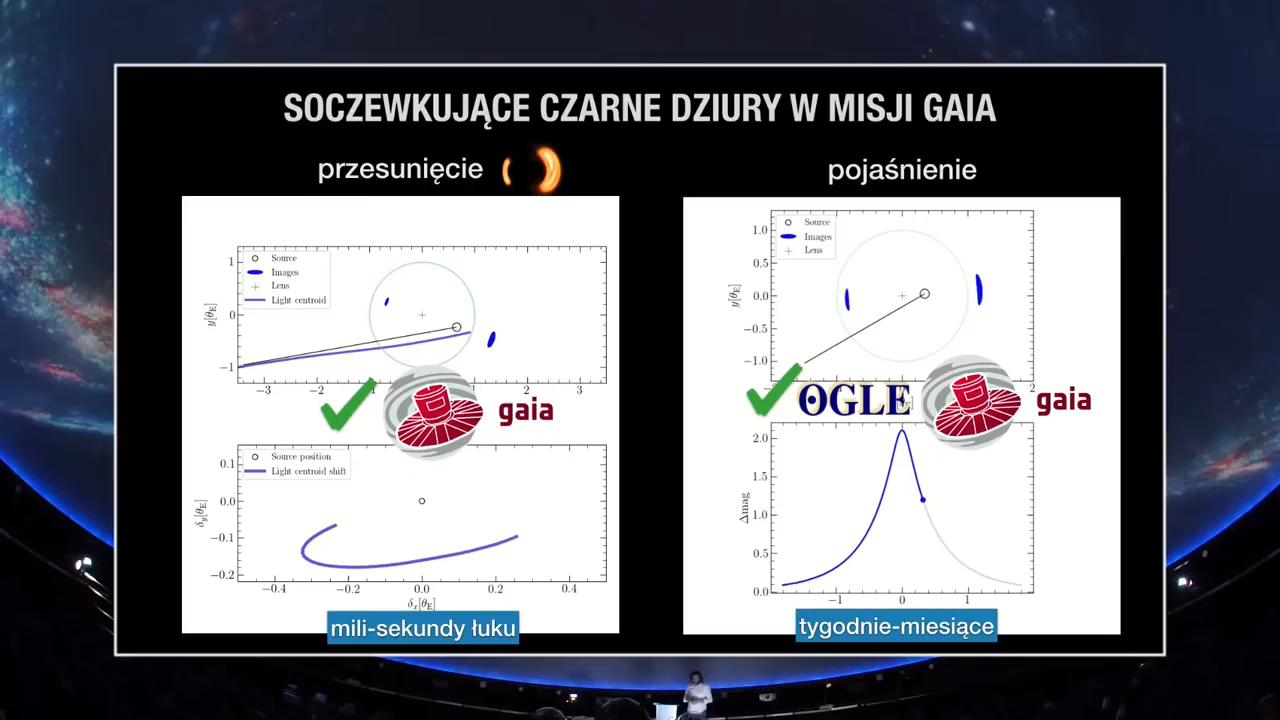 SOCZEWKUJĄCE CZARNE DZIURY W MISJI GAIA
przesunięcie
Source
Images
Lens
Light centroid
1
0
−1
y[θE]
−3
−2
−1
0
1
2
3
gaia
Source position
Light centroid shift
0.1
0.0
−0.1
−0.2
δy[θE]
−0.4
−0.2
0.0
0.2
0.4
δx[θE]
mili-sekundy łuku
pojaśnienie
Source
Images
Lens
1.0
0.5
0.0
−0.5
−1.0
y[θE]
2
OGLE
gaia
2.0
1.5
1.0
0.5
0.0
Δmag
−1
0
1
tygodnie-miesiące